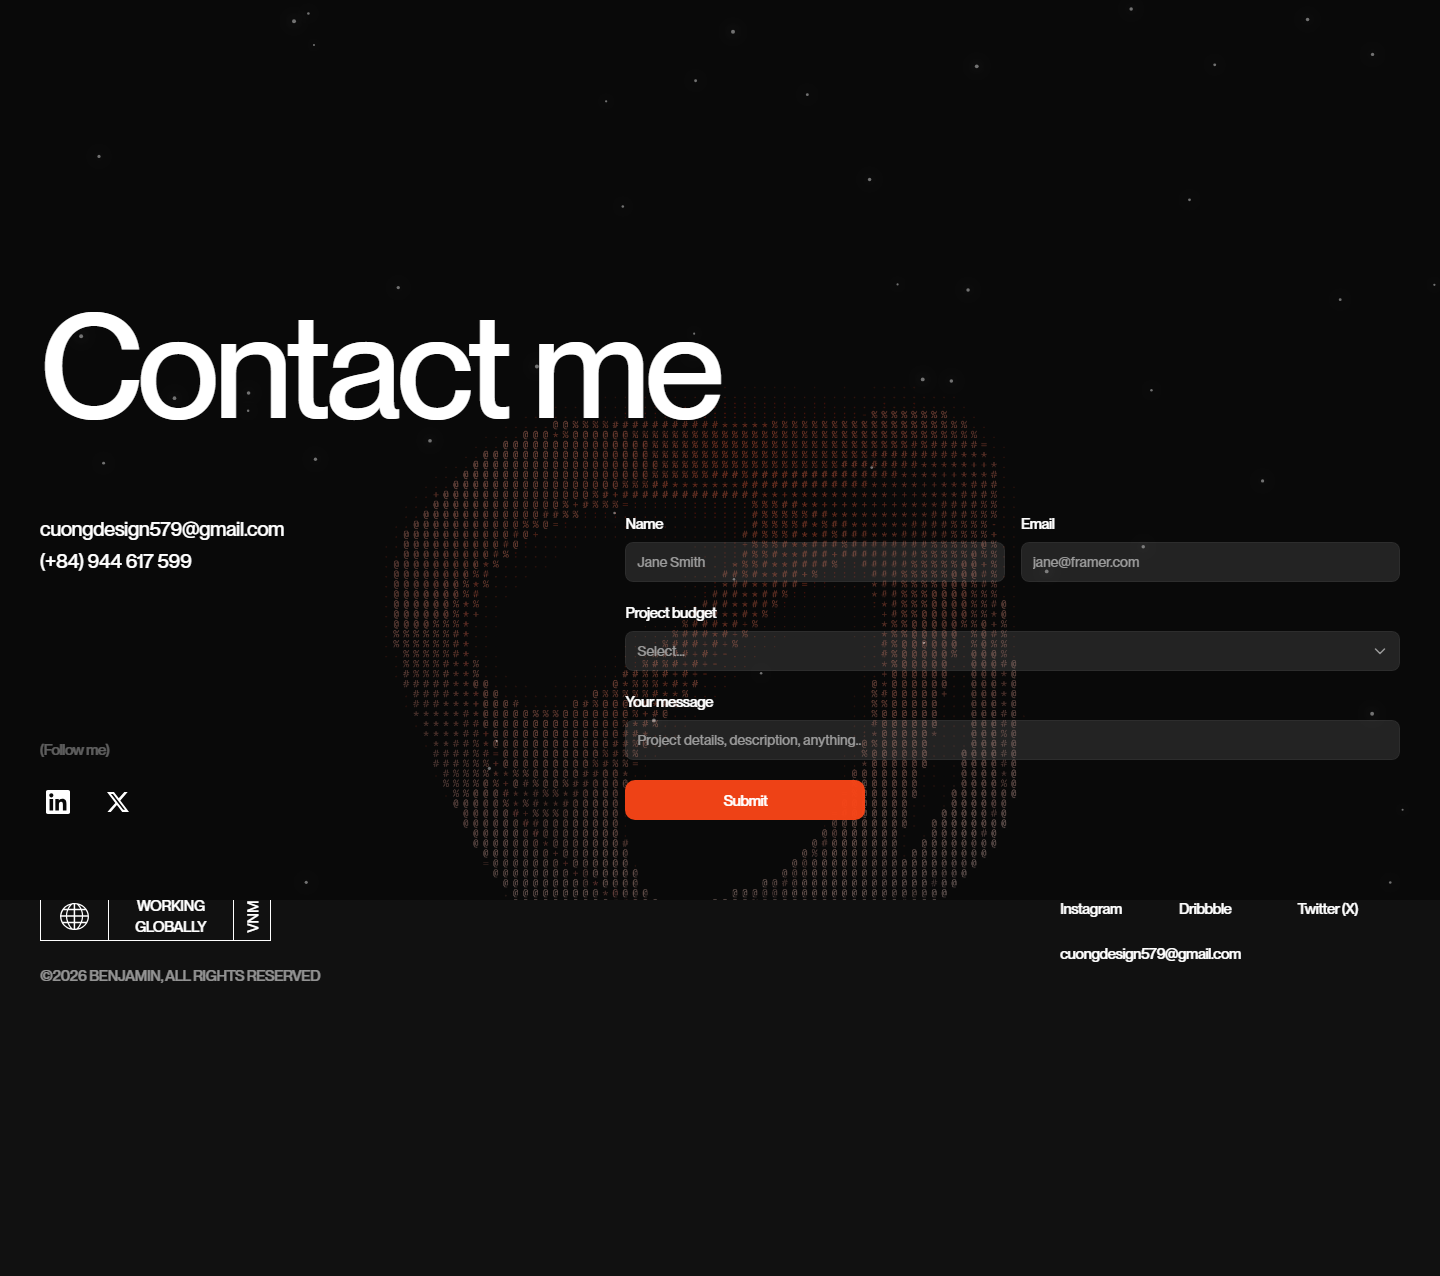 Contact me
cuongdesign579@gmail.com
(+84) 944 617 599
Name
Jane Smith
Email
jane@framer.com
Project budget
Select...
Your message
Project details, description, anything..
Submit
(Follow me)
WORKING
GLOBALLY
VNM
©2026 BENJAMIN, ALL RIGHTS RESERVED
Instagram
Dribbble
Twitter (X)
cuongdesign579@gmail.com